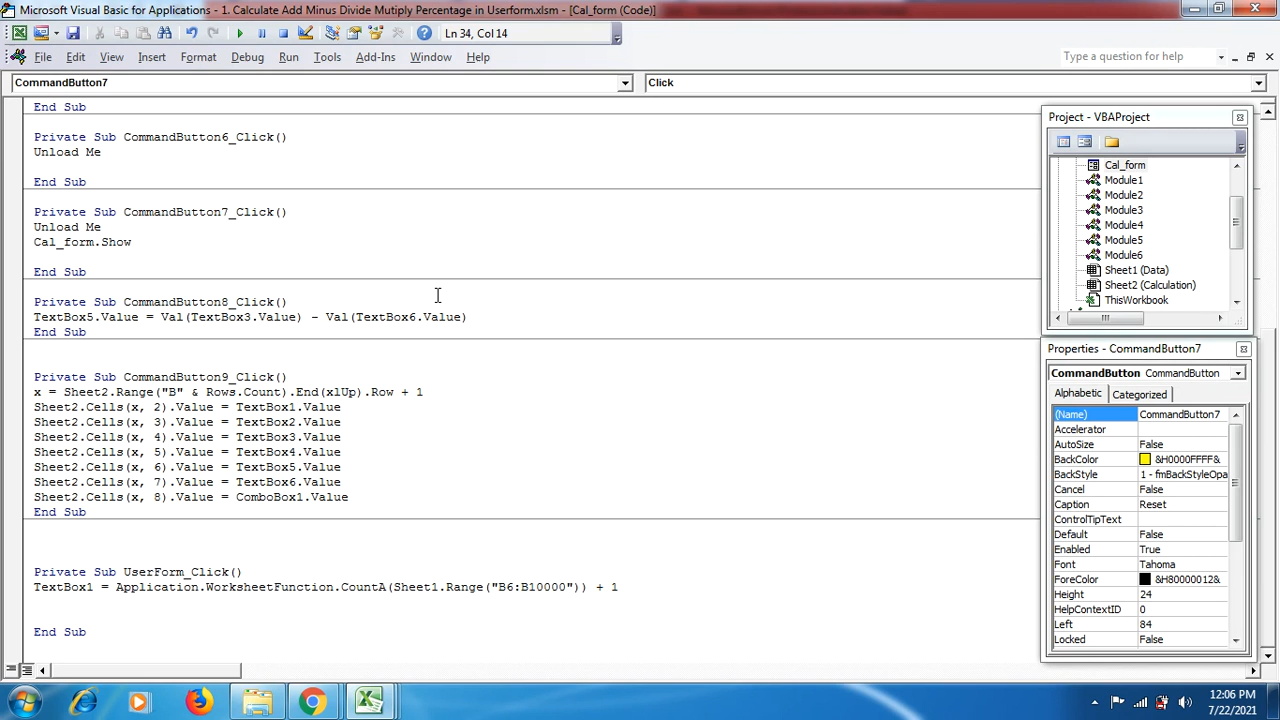 Microsoft Visual Basic for Applications - 1. Calculate Add Minus Divide Mutiply Percentage in Userform.xlsm - [Cal_form (Code)]
Ln 34, Col 14
File Edit View Insert Format Debug Run Tools Add-Ins Window Help
Type a question for help
CommandButton7
Click
End Sub
Private Sub CommandButton6_Click()
Unload Me
End Sub
Private Sub CommandButton7_Click()
Unload Me
Cal_form.Show
End Sub
Private Sub CommandButton8_Click()
TextBox5.Value = Val(TextBox3.Value) - Val(TextBox6.Value)
End Sub
Private Sub CommandButton9_Click()
x = Sheet2.Range("B" & Rows.Count).End(xlUp).Row + 1
Sheet2.Cells(x, 2).Value = TextBox1.Value
Sheet2.Cells(x, 3).Value = TextBox2.Value
Sheet2.Cells(x, 4).Value = TextBox3.Value
Sheet2.Cells(x, 5).Value = TextBox4.Value
Sheet2.Cells(x, 6).Value = TextBox5.Value
Sheet2.Cells(x, 7).Value = TextBox6.Value
Sheet2.Cells(x, 8).Value = ComboBox1.Value
End Sub
Private Sub UserForm_Click()
TextBox1 = Application.WorksheetFunction.CountA(Sheet1.Range("B6:B10000")) + 1
End Sub
Project - VBAProject
Cal_form
Module1
Module2
Module3
Module4
Module5
Module6
Sheet1 (Data)
Sheet2 (Calculation)
ThisWorkbook
Properties - CommandButton7
CommandButton7 CommandButton
Alphabetic Categorized
(Name) CommandButton7
Accelerator
AutoSize False
BackColor &H0000FFFF&
BackStyle 1 - fmBackStyleOpa
Cancel False
Caption Reset
ControlTipText
Default False
Enabled True
Font Tahoma
ForeColor &H80000012&
Height 24
HelpContextID 0
Left 84
Locked False
12:06 PM
7/22/2021